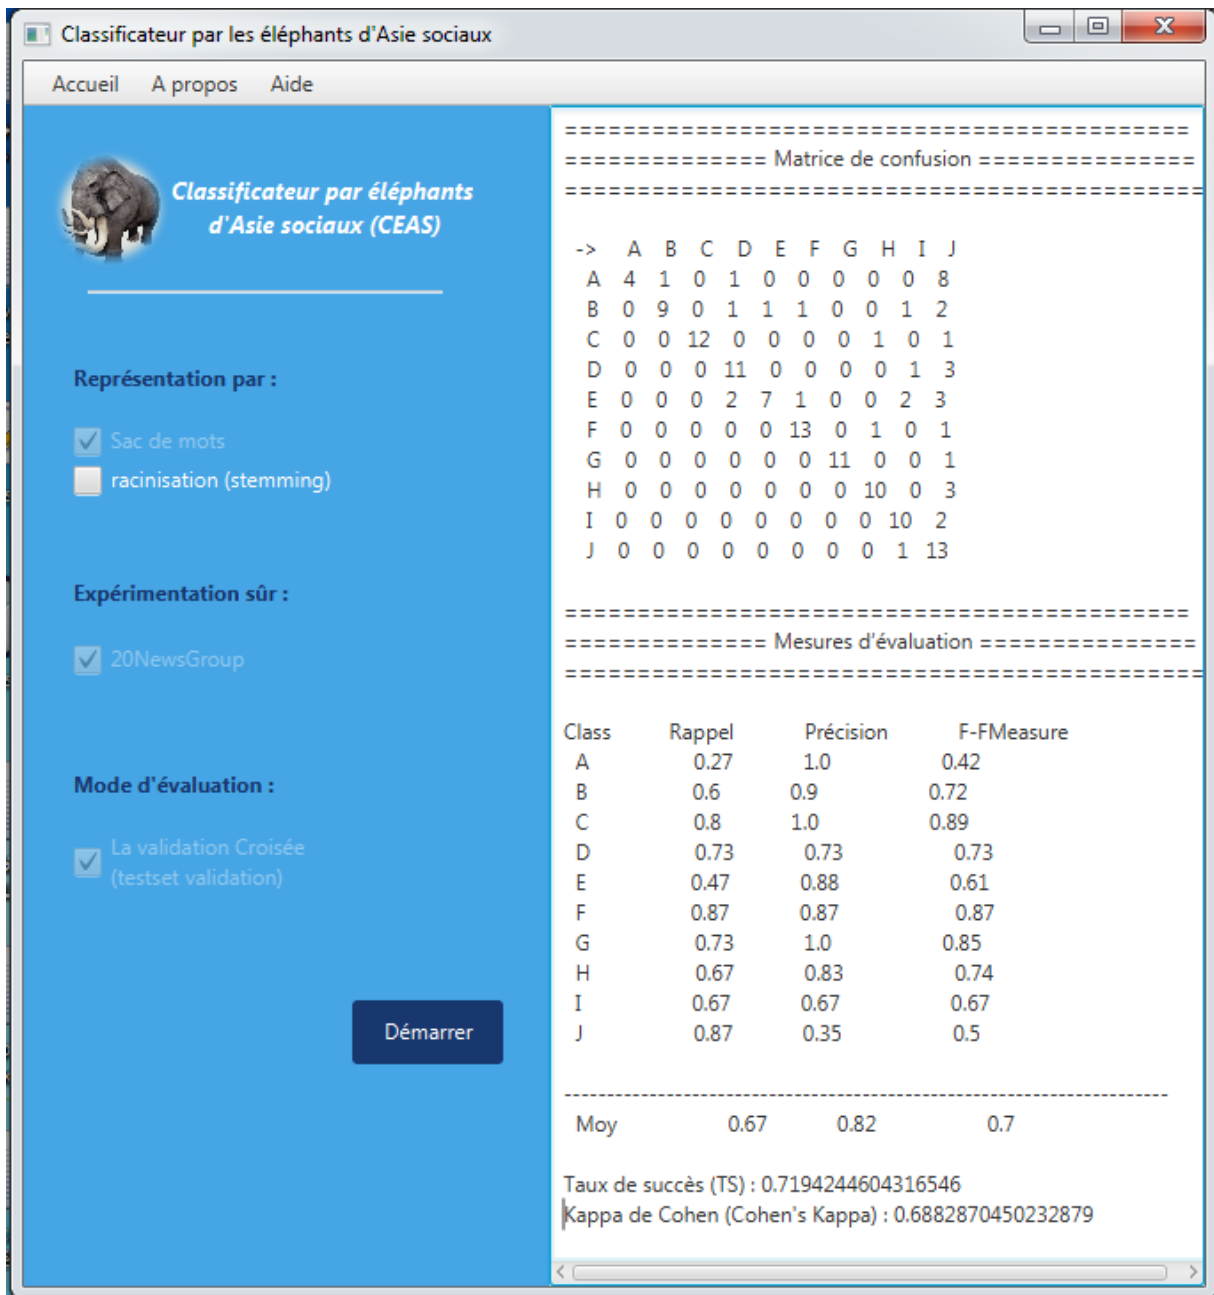 Classificateur par les éléphants d'Asie sociaux
Accueil A propos Aide
Classificateur par éléphants
d'Asie sociaux (CEAS)
Représentation par :
Sac de mots
racinisation (stemming)
Expérimentation sûr :
20NewsGroup
Mode d'évaluation :
La validation Croisée
(testset validation)
Démarrer
===========================================
============== Matrice de confusion ===============
============================================
-> A B C D E F G H I J
A 4 1 0 1 0 0 0 0 0 8
B 0 9 0 1 1 1 0 0 1 2
C 0 0 12 0 0 0 0 1 0 1
D 0 0 0 11 0 0 0 0 1 3
E 0 0 0 2 7 1 0 0 2 3
F 0 0 0 0 0 13 0 1 0 1
G 0 0 0 0 0 0 11 0 0 1
H 0 0 0 0 0 0 0 10 0 3
I 0 0 0 0 0 0 0 0 10 2
J 0 0 0 0 0 0 0 0 1 13
===========================================
============== Mesures d'évaluation ===============
============================================
Class Rappel Précision F-FMeasure
A 0.27 1.0 0.42
B 0.6 0.9 0.72
C 0.8 1.0 0.89
D 0.73 0.73 0.73
E 0.47 0.88 0.61
F 0.87 0.87 0.87
G 0.73 1.0 0.85
H 0.67 0.83 0.74
I 0.67 0.67 0.67
J 0.87 0.35 0.5
------------------------------------------------------------------------
Moy 0.67 0.82 0.7
Taux de succès (TS) : 0.7194244604316546
Kappa de Cohen (Cohen's Kappa) : 0.6882870450232879